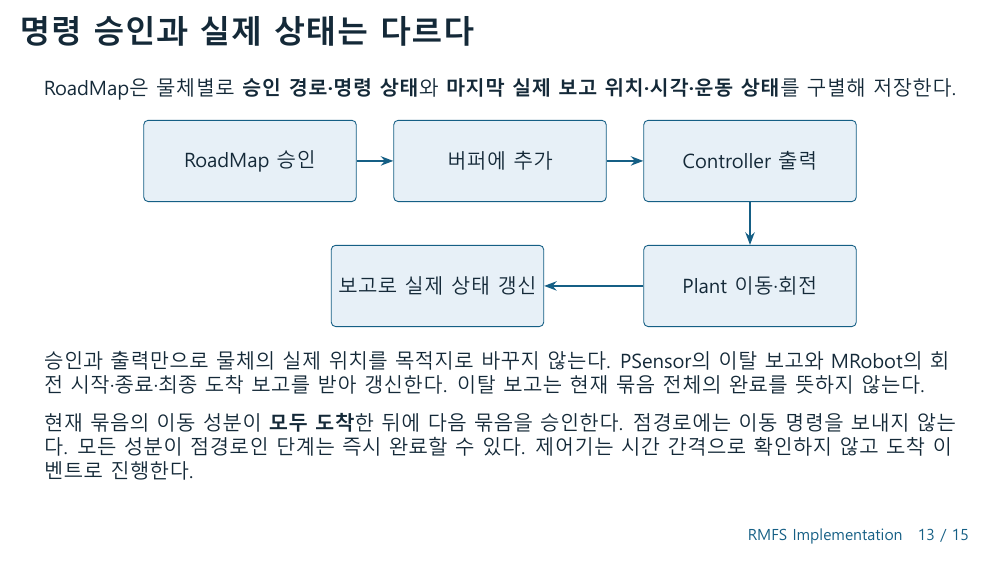 명령 승인과 실제 상태는 다르다
RoadMap은 물체별로 승인 경로·명령 상태와 마지막 실제 보고 위치·시각·운동 상태를 구별해 저장한다.
RoadMap 승인
버퍼에 추가
Controller 출력
보고로 실제 상태 갱신
Plant 이동·회전
승인과 출력만으로 물체의 실제 위치를 목적지로 바꾸지 않는다. PSensor의 이탈 보고와 MRobot의 회
전 시작·종료·최종 도착 보고를 받아 갱신한다. 이탈 보고는 현재 묶음 전체의 완료를 뜻하지 않는다.
현재 묶음의 이동 성분이 모두 도착한 뒤에 다음 묶음을 승인한다. 점경로에는 이동 명령을 보내지 않는
다. 모든 성분이 점경로인 단계는 즉시 완료할 수 있다. 제어기는 시간 간격으로 확인하지 않고 도착 이
벤트로 진행한다.
RMFS Implementation 13 / 15